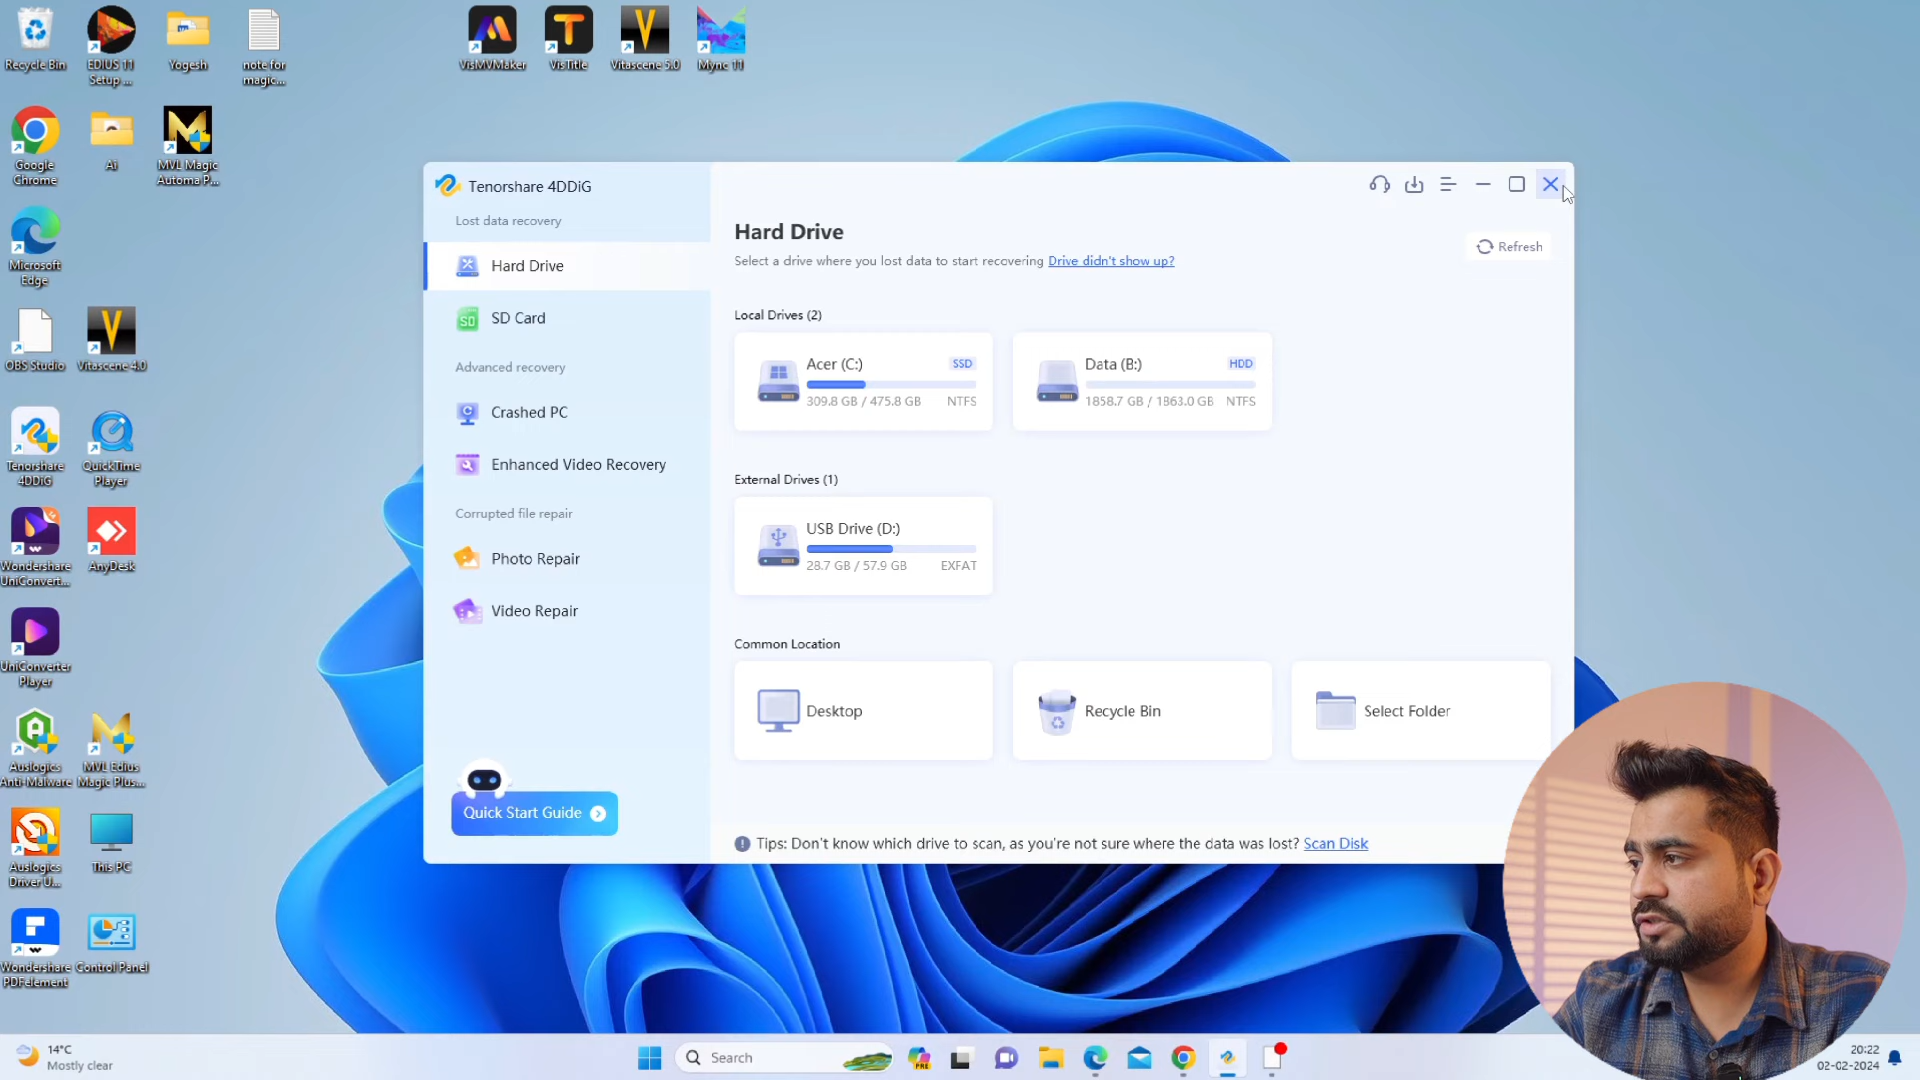 Recycle Bin
EDIUS 11
Setup ...
Yogesh
note for
magic...
VisMVMaker
VisTitle
Vitascene 5.0
Mync 11
Google
Chrome
Ai
MVL Magic
Automa P...
Microsoft
Edge
OBS Studio
Vitascene 4.0
Tenorshare
4DDiG
QuickTime
Player
Wondershare
UniConvert...
AnyDesk
UniConverter
Player
Auslogics
Anti-Malware
MVL Edius
Magic Plus...
Auslogics
Driver U...
This PC
Wondershare
PDFelement
Control Panel
Tenorshare 4DDiG
Lost data recovery
Hard Drive
SD Card
Advanced recovery
Crashed PC
Enhanced Video Recovery
Corrupted file repair
Photo Repair
Video Repair
Quick Start Guide
Hard Drive
Select a drive where you lost data to start recovering Drive didn't show up?
Refresh
Local Drives (2)
Acer (C:) SSD
309.8 GB / 475.8 GB NTFS
Data (B:) HDD
1858.7 GB / 1863.0 GB NTFS
External Drives (1)
USB Drive (D:)
28.7 GB / 57.9 GB EXFAT
Common Location
Desktop
Recycle Bin
Select Folder
Tips: Don't know which drive to scan, as you're not sure where the data was lost? Scan Disk
14°C
Mostly clear
Search
PRE
20:22
02-02-2024